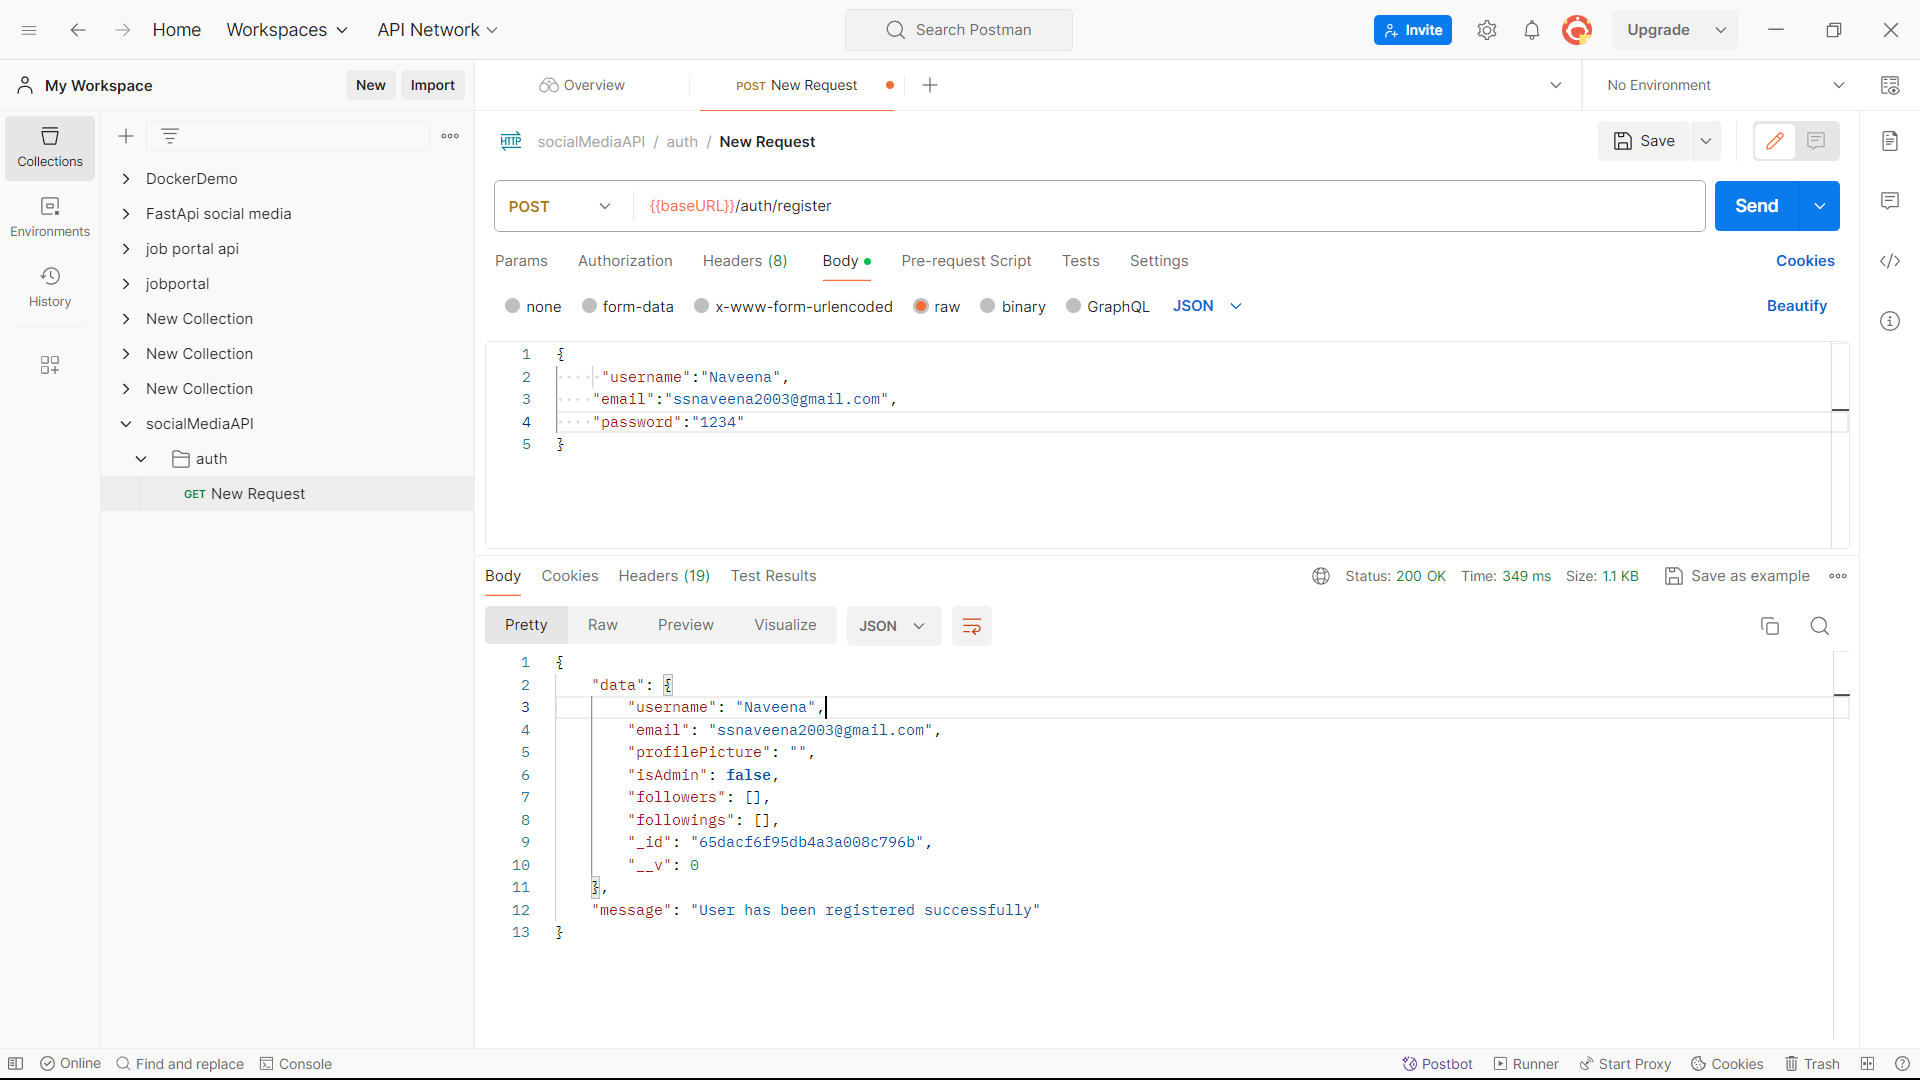 Home Workspaces API Network Search Postman Invite Upgrade
My Workspace New Import Overview POST New Request No Environment
Collections
Environments
History
DockerDemo
FastApi social media
job portal api
jobportal
New Collection
New Collection
New Collection
socialMediaAPI
auth
GET New Request
HTTP socialMediaAPI / auth / New Request Save
POST {{baseURL}}/auth/register Send
Params Authorization Headers (8) Body Pre-request Script Tests Settings Cookies
none form-data x-www-form-urlencoded raw binary GraphQL JSON Beautify
1 {
2 "username":"Naveena",
3 "email":"ssnaveena2003@gmail.com",
4 "password":"1234"
5 }
Body Cookies Headers (19) Test Results Status: 200 OK Time: 349 ms Size: 1.1 KB Save as example
Pretty Raw Preview Visualize JSON
1 {
2 "data": {
3 "username": "Naveena",
4 "email": "ssnaveena2003@gmail.com",
5 "profilePicture": "",
6 "isAdmin": false,
7 "followers": [],
8 "followings": [],
9 "_id": "65dacf6f95db4a3a008c796b",
10 "__v": 0
11 },
12 "message": "User has been registered successfully"
13 }
Online Find and replace Console Postbot Runner Start Proxy Cookies Trash